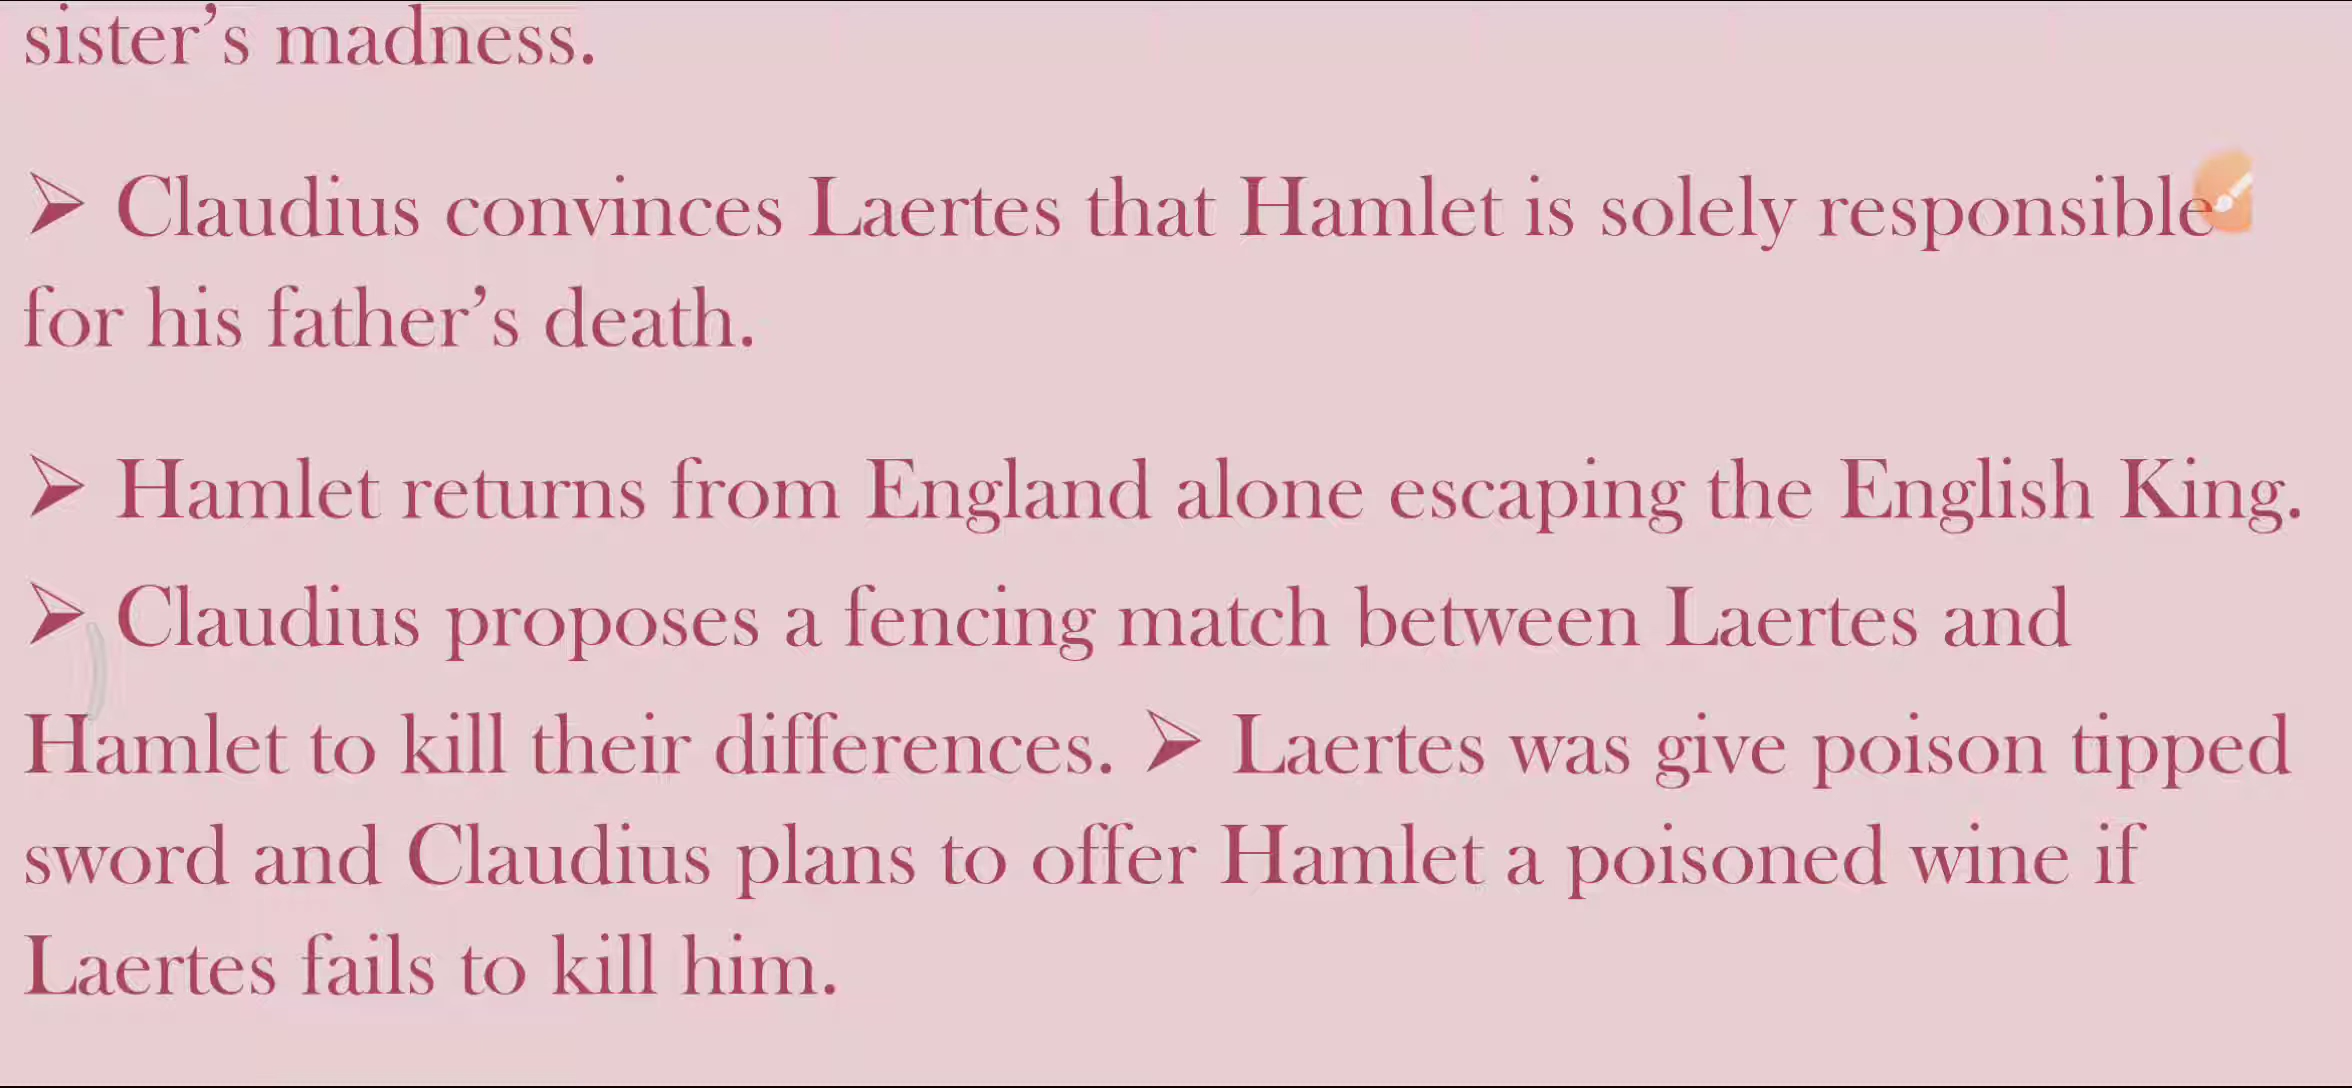 sister’s madness.
➢ Claudius convinces Laertes that Hamlet is solely responsible
for his father’s death.
➢ Hamlet returns from England alone escaping the English King.
➢ Claudius proposes a fencing match between Laertes and
Hamlet to kill their differences. ➢ Laertes was give poison tipped
sword and Claudius plans to offer Hamlet a poisoned wine if
Laertes fails to kill him.